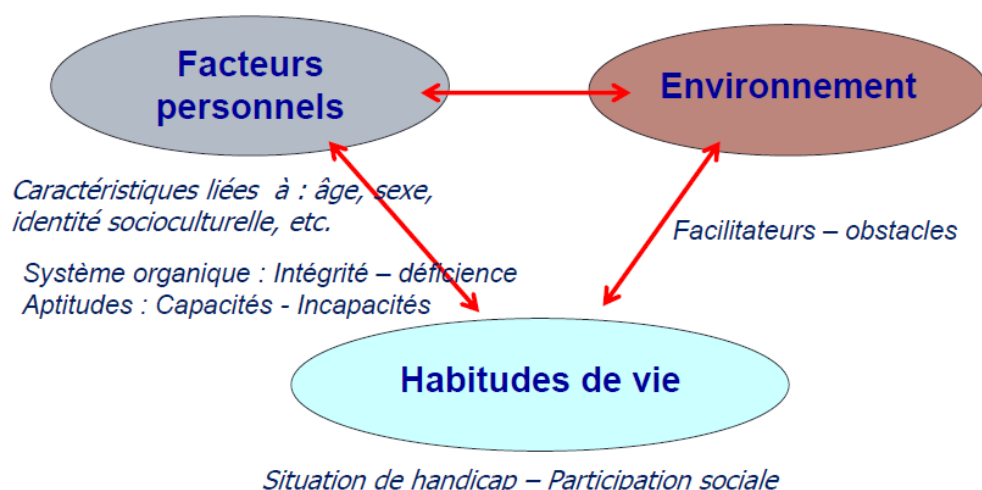 Facteurs
personnels
Environnement
Caractéristiques liées à : âge, sexe,
identité socioculturelle, etc.
Facilitateurs – obstacles
Système organique : Intégrité – déficience
Aptitudes : Capacités - Incapacités
Habitudes de vie
Situation de handicap – Participation sociale